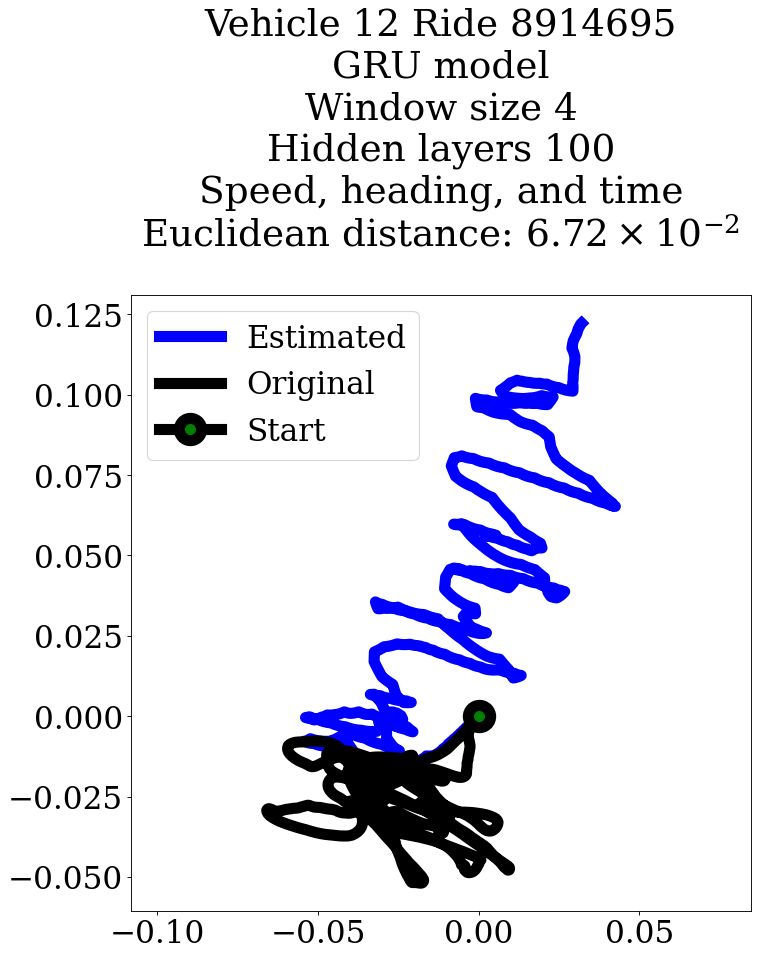 Vehicle 12 Ride 8914695
GRU model
Window size 4
Hidden layers 100
Speed, heading, and time
Euclidean distance: 6.72 × 10⁻²
Estimated
Original
Start
0.125
0.100
0.075
0.050
0.025
0.000
−0.025
−0.050
−0.10 −0.05 0.00 0.05